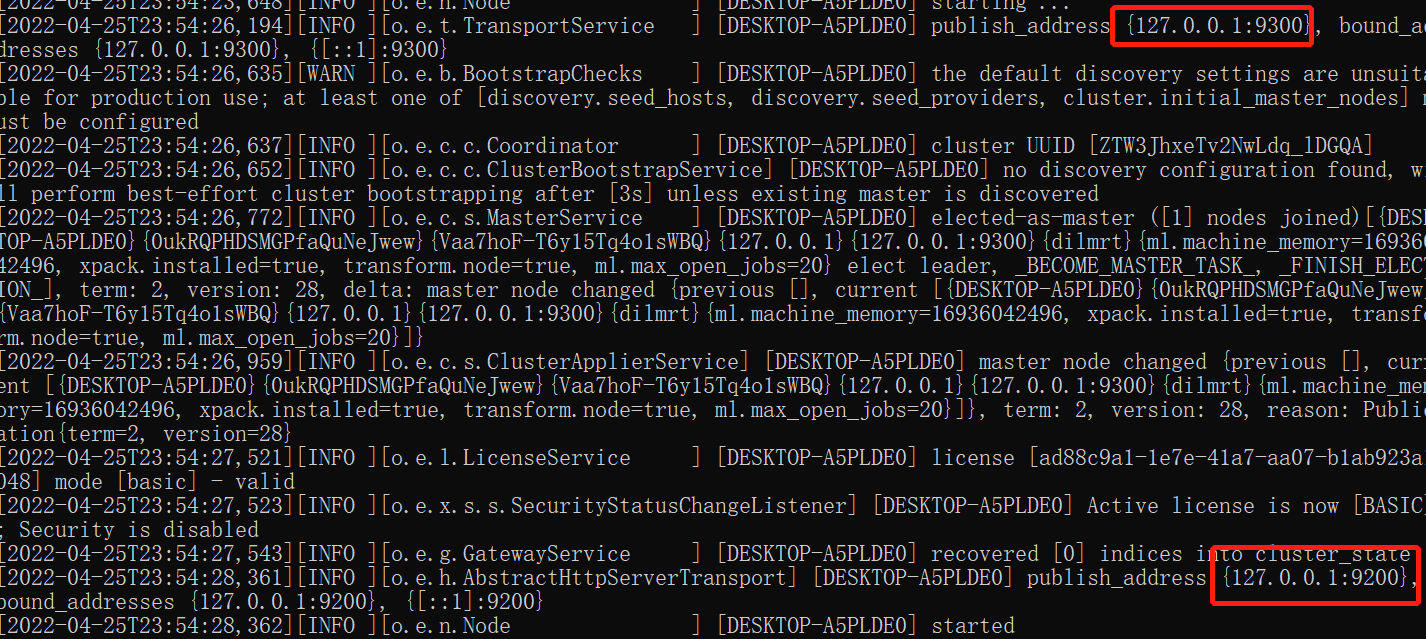 [2022-04-25T23:54:23,648][INFO ][o.e.n.Node               ] [DESKTOP-A5PLDE0] starting ...
[2022-04-25T23:54:26,194][INFO ][o.e.t.TransportService   ] [DESKTOP-A5PLDE0] publish_address {127.0.0.1:9300}, bound_ad
dresses {127.0.0.1:9300}, {[::1]:9300}
[2022-04-25T23:54:26,635][WARN ][o.e.b.BootstrapChecks    ] [DESKTOP-A5PLDE0] the default discovery settings are unsuita
ble for production use; at least one of [discovery.seed_hosts, discovery.seed_providers, cluster.initial_master_nodes] m
ust be configured
[2022-04-25T23:54:26,637][INFO ][o.e.c.c.Coordinator      ] [DESKTOP-A5PLDE0] cluster UUID [ZTW3JhxeTv2NwLdq_lDGQA]
[2022-04-25T23:54:26,652][INFO ][o.e.c.c.ClusterBootstrapService] [DESKTOP-A5PLDE0] no discovery configuration found, wi
ll perform best-effort cluster bootstrapping after [3s] unless existing master is discovered
[2022-04-25T23:54:26,772][INFO ][o.e.c.s.MasterService    ] [DESKTOP-A5PLDE0] elected-as-master ([1] nodes joined)[{DESK
TOP-A5PLDE0}{0ukRQPHDSMGPfaQuNeJwew}{Vaa7hoF-T6y15Tq4o1sWBQ}{127.0.0.1}{127.0.0.1:9300}{dilmrt}{ml.machine_memory=169360
42496, xpack.installed=true, transform.node=true, ml.max_open_jobs=20} elect leader, _BECOME_MASTER_TASK_, _FINISH_ELECT
ION_], term: 2, version: 28, delta: master node changed {previous [], current [{DESKTOP-A5PLDE0}{0ukRQPHDSMGPfaQuNeJwew}
{Vaa7hoF-T6y15Tq4o1sWBQ}{127.0.0.1}{127.0.0.1:9300}{dilmrt}{ml.machine_memory=16936042496, xpack.installed=true, transfo
rm.node=true, ml.max_open_jobs=20}]}
[2022-04-25T23:54:26,959][INFO ][o.e.c.s.ClusterApplierService] [DESKTOP-A5PLDE0] master node changed {previous [], curr
ent [{DESKTOP-A5PLDE0}{0ukRQPHDSMGPfaQuNeJwew}{Vaa7hoF-T6y15Tq4o1sWBQ}{127.0.0.1}{127.0.0.1:9300}{dilmrt}{ml.machine_mem
ory=16936042496, xpack.installed=true, transform.node=true, ml.max_open_jobs=20}]}, term: 2, version: 28, reason: Public
ation{term=2, version=28}
[2022-04-25T23:54:27,521][INFO ][o.e.l.LicenseService     ] [DESKTOP-A5PLDE0] license [ad88c9a1-1e7e-41a7-aa07-b1ab923a
048] mode [basic] - valid
[2022-04-25T23:54:27,523][INFO ][o.e.x.s.s.SecurityStatusChangeListener] [DESKTOP-A5PLDE0] Active license is now [BASIC]
; Security is disabled
[2022-04-25T23:54:27,543][INFO ][o.e.g.GatewayService     ] [DESKTOP-A5PLDE0] recovered [0] indices into cluster_state
[2022-04-25T23:54:28,361][INFO ][o.e.h.AbstractHttpServerTransport] [DESKTOP-A5PLDE0] publish_address {127.0.0.1:9200},
bound_addresses {127.0.0.1:9200}, {[::1]:9200}
[2022-04-25T23:54:28,362][INFO ][o.e.n.Node               ] [DESKTOP-A5PLDE0] started